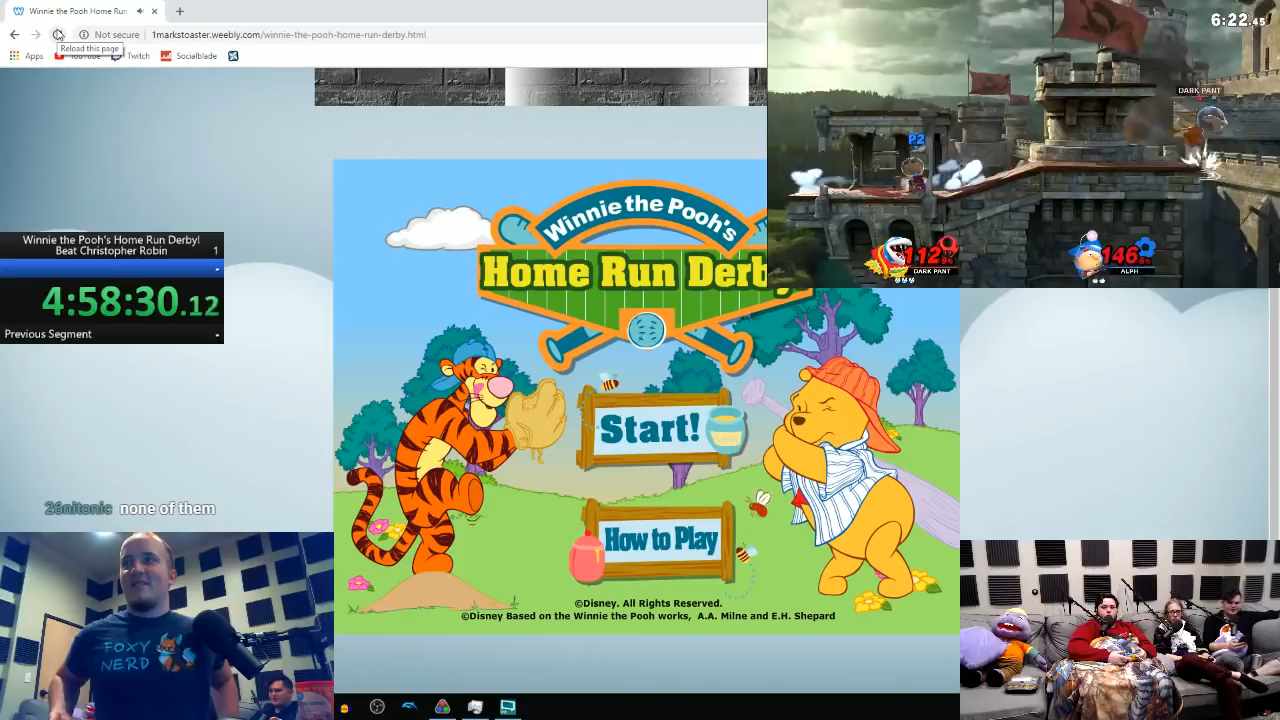 Winnie the Pooh Home Run
Not secure
1markstoaster.weebly.com/winnie-the-pooh-home-run-derby.html
Reload this page
Apps
YouTube
Twitch
Socialblade
6:22.45
DARK PANT
P2
112
DARK PANT
146
ALPH
Winnie the Pooh's Home Run Derby!
Beat Christopher Robin 1
-
4:58:30.12
Previous Segment -
Winnie the Pooh's
Home Run Derby
Start!
How to Play
©Disney. All Rights Reserved.
©Disney Based on the Winnie the Pooh works, A.A. Milne and E.H. Shepard
26nitonic none of them
FOXY
NERD